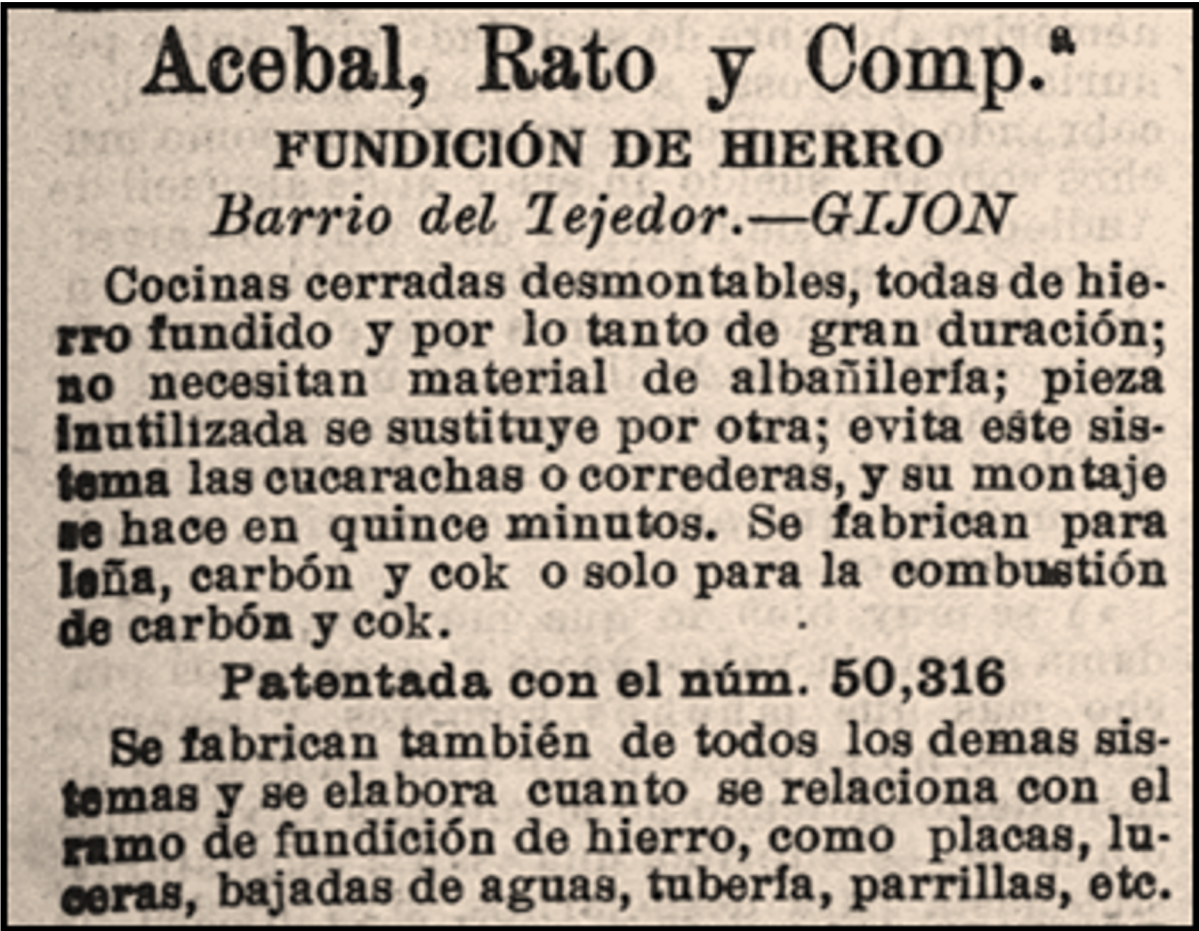 Acebal, Rato y Comp.ª
FUNDICIÓN DE HIERRO
Barrio del Tejedor.—GIJON
Cocinas cerradas desmontables, todas de hie-
rro fundido y por lo tanto de gran duración;
no necesitan material de albañilería; pieza
inutilizada se sustituye por otra; evita este sis-
tema las cucarachas o correderas, y su montaje
se hace en quince minutos. Se fabrican para
leña, carbón y cok o solo para la combustión
de carbón y cok.
Patentada con el núm. 50,316
Se fabrican también de todos los demas sis-
temas y se elabora cuanto se relaciona con el
ramo de fundición de hierro, como placas, lu-
ceras, bajadas de aguas, tubería, parrillas, etc.